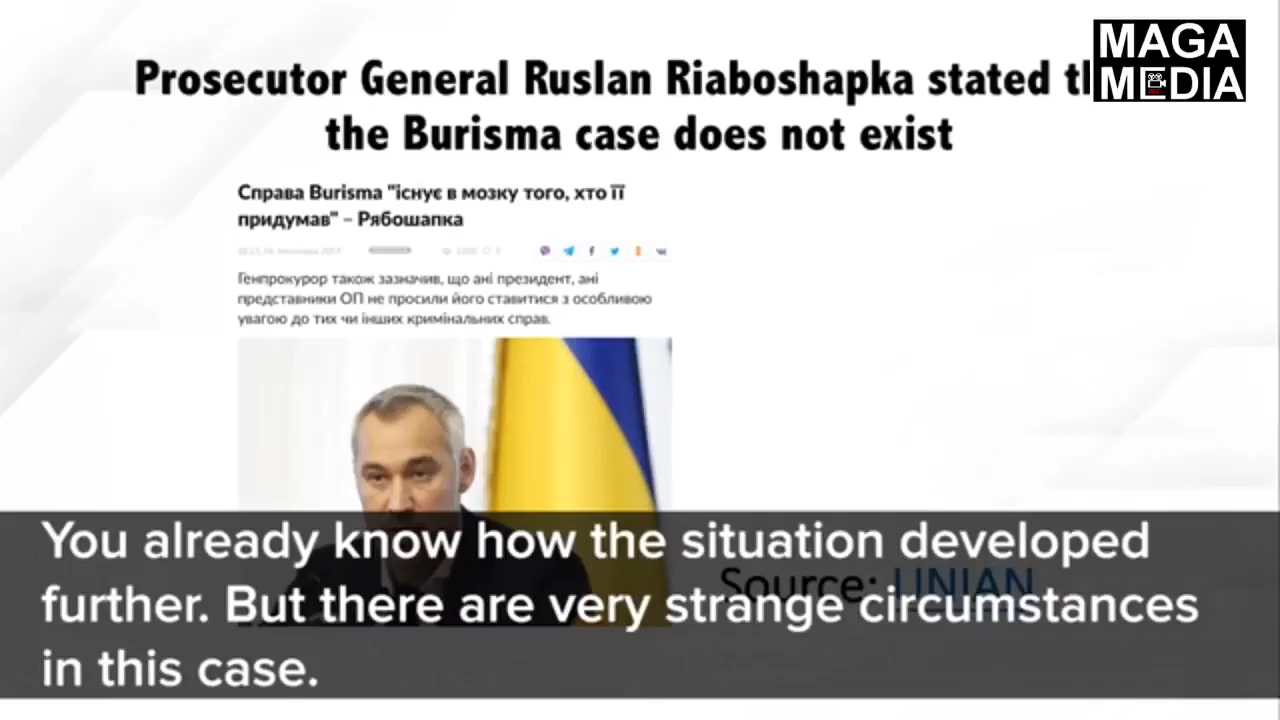 MAGA
MEDIA
Prosecutor General Ruslan Riaboshapka stated
the Burisma case does not exist
Справа Burisma "існує в мозку того, хто її
придумав" – Рябошапка
Генпрокурор також зазначив, що ані президент, ані
представники ОП не просили його ставитися з особливою
увагою до тих чи інших кримінальних справ.
Source: UNIAN
You already know how the situation developed
further. But there are very strange circumstances
in this case.